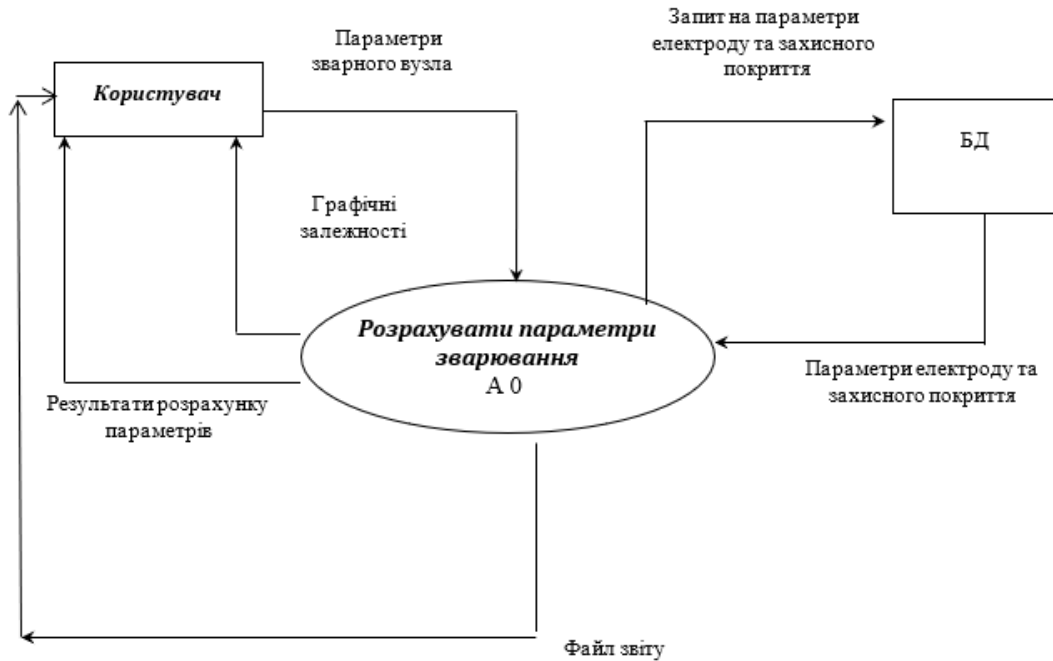 Параметри
зварного вузла
Запит на параметри
електроду та захисного
покриття
Користувач
БД
Графічні
залежності
Розрахувати параметри
зварювання
А 0
Параметри електроду та
захисного покриття
Результати розрахунку
параметрів
Файл звіту